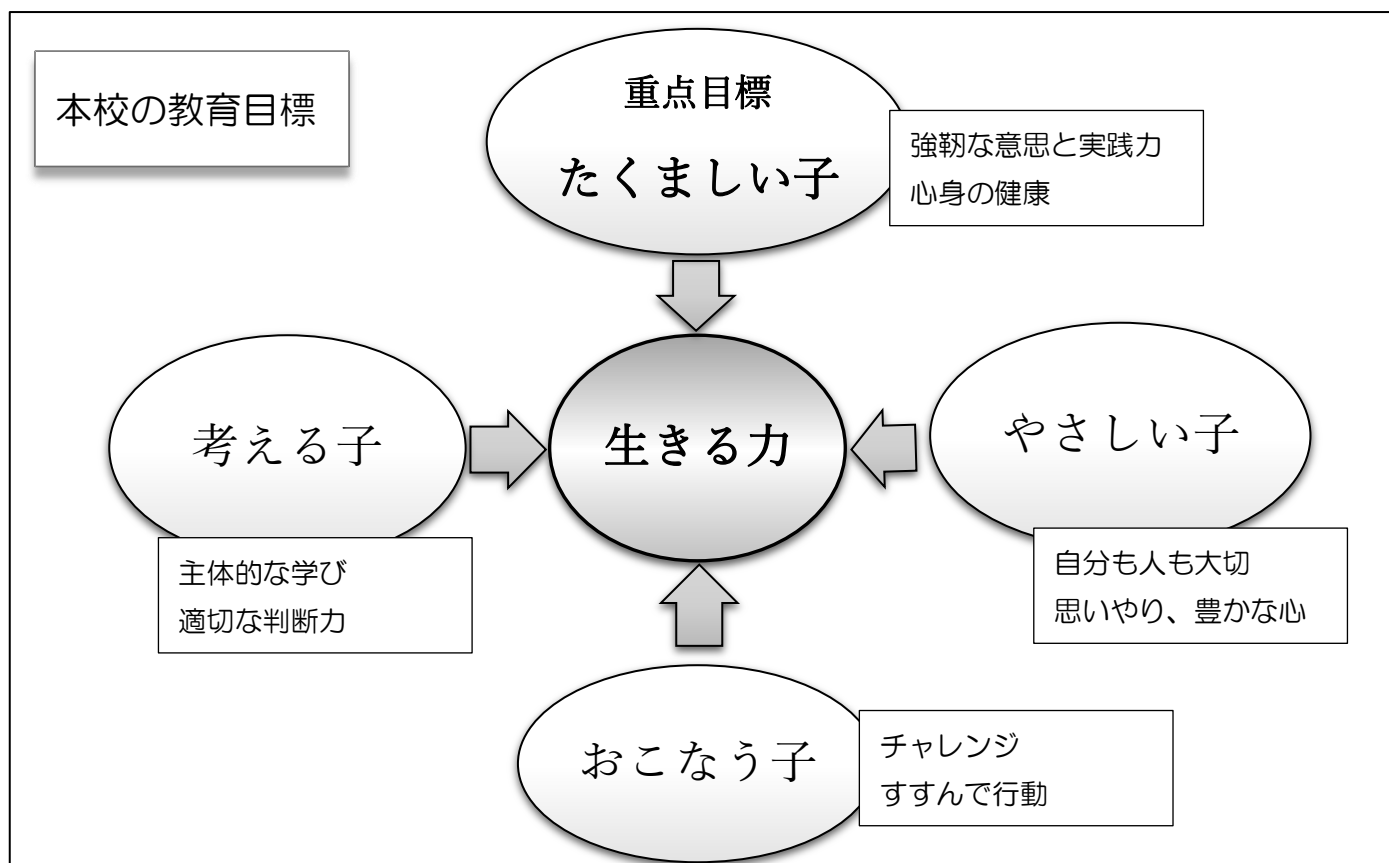 本校の教育目標
重点目標
たくましい子
強靭な意思と実践力
心身の健康
考える子
主体的な学び
適切な判断力
生きる力
やさしい子
自分も人も大切
思いやり、豊かな心
おこなう子
チャレンジ
すすんで行動